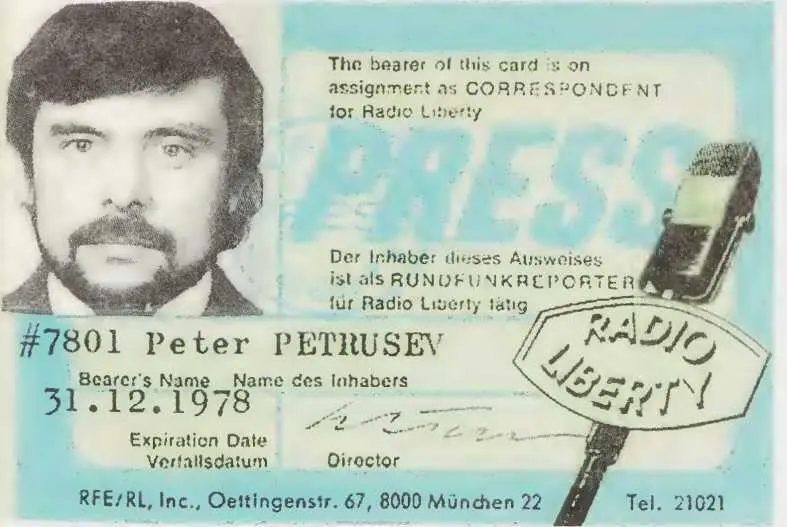 The bearer of this card is on
assignment as CORRESPONDENT
for Radio Liberty
PRESS
Der Inhaber dieses Ausweises
ist als RUNDFUNKREPORTER
für Radio Liberty tätig
RADIO
LIBERTY
#7801 Peter PETRUSEV
Bearer's Name Name des Inhabers
31.12.1978
Expiration Date
Verfallsdatum
Director
RFE/RL, Inc., Oettingenstr. 67, 8000 München 22 Tel. 21021